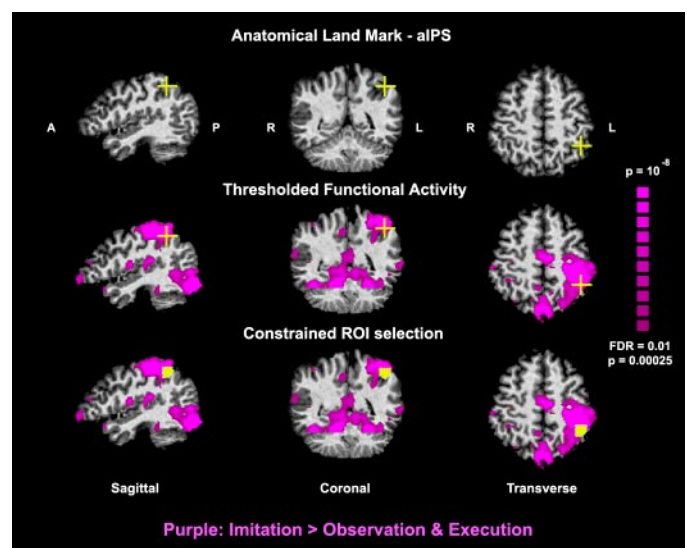 Anatomical Land Mark - aIPS
A P R L R L
p = 10⁻⁸
Thresholded Functional Activity
Constrained ROI selection
FDR = 0.01
p = 0.00025
Sagittal Coronal Transverse
Purple: Imitation > Observation & Execution